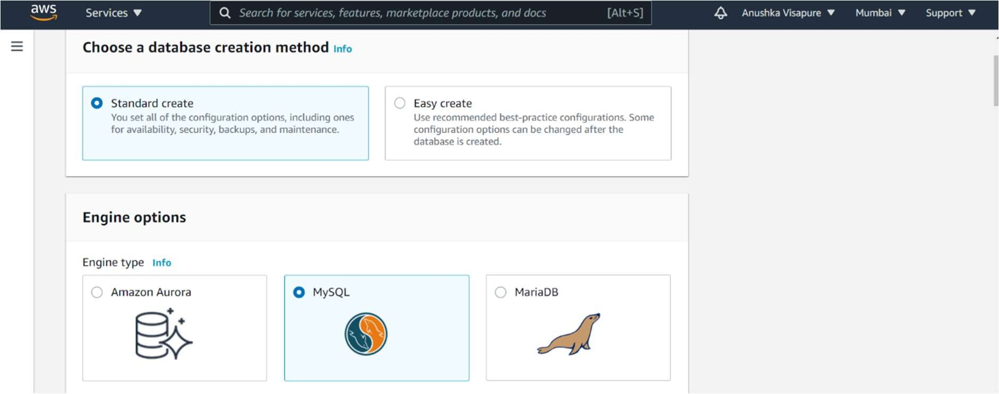 aws Services Search for services, features, marketplace products, and docs [Alt+S] Anushka Visapure Mumbai Support
Choose a database creation method Info
Standard create
You set all of the configuration options, including ones
for availability, security, backups, and maintenance.
Easy create
Use recommended best-practice configurations. Some
configuration options can be changed after the
database is created.
Engine options
Engine type Info
Amazon Aurora
MySQL
MariaDB